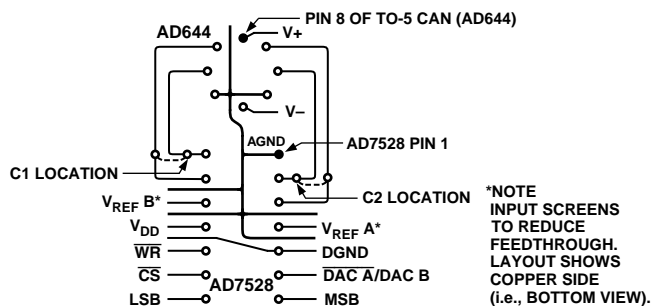 PIN 8 OF TO-5 CAN (AD644)
AD644
V+
V–
AGND
AD7528 PIN 1
C1 LOCATION
C2 LOCATION
VREF B*
VDD
VREF A*
WR
DGND
CS
AD7528
DAC A/DAC B
LSB
MSB
*NOTE
INPUT SCREENS
TO REDUCE
FEEDTHROUGH.
LAYOUT SHOWS
COPPER SIDE
(i.e., BOTTOM VIEW).